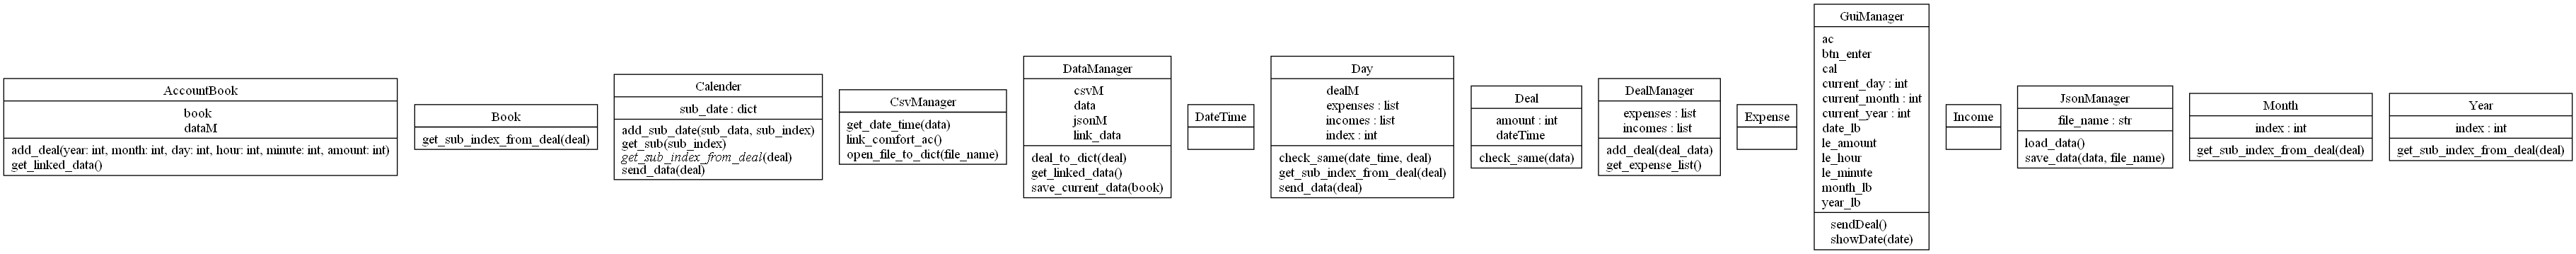 AccountBook
book
dataM
add_deal(year: int, month: int, day: int, hour: int, minute: int, amount: int)
get_linked_data()
Book
get_sub_index_from_deal(deal)
Calender
sub_date : dict
add_sub_date(sub_data, sub_index)
get_sub(sub_index)
get_sub_index_from_deal(deal)
send_data(deal)
CsvManager
get_date_time(data)
link_comfort_ac()
open_file_to_dict(file_name)
DataManager
csvM
data
jsonM
link_data
deal_to_dict(deal)
get_linked_data()
save_current_data(book)
DateTime
Day
dealM
expenses : list
incomes : list
index : int
check_same(date_time, deal)
get_sub_index_from_deal(deal)
send_data(deal)
Deal
amount : int
dateTime
check_same(data)
DealManager
expenses : list
incomes : list
add_deal(deal_data)
get_expense_list()
Expense
GuiManager
ac
btn_enter
cal
current_day : int
current_month : int
current_year : int
date_lb
le_amount
le_hour
le_minute
month_lb
year_lb
sendDeal()
showDate(date)
Income
JsonManager
file_name : str
load_data()
save_data(data, file_name)
Month
index : int
get_sub_index_from_deal(deal)
Year
index : int
get_sub_index_from_deal(deal)